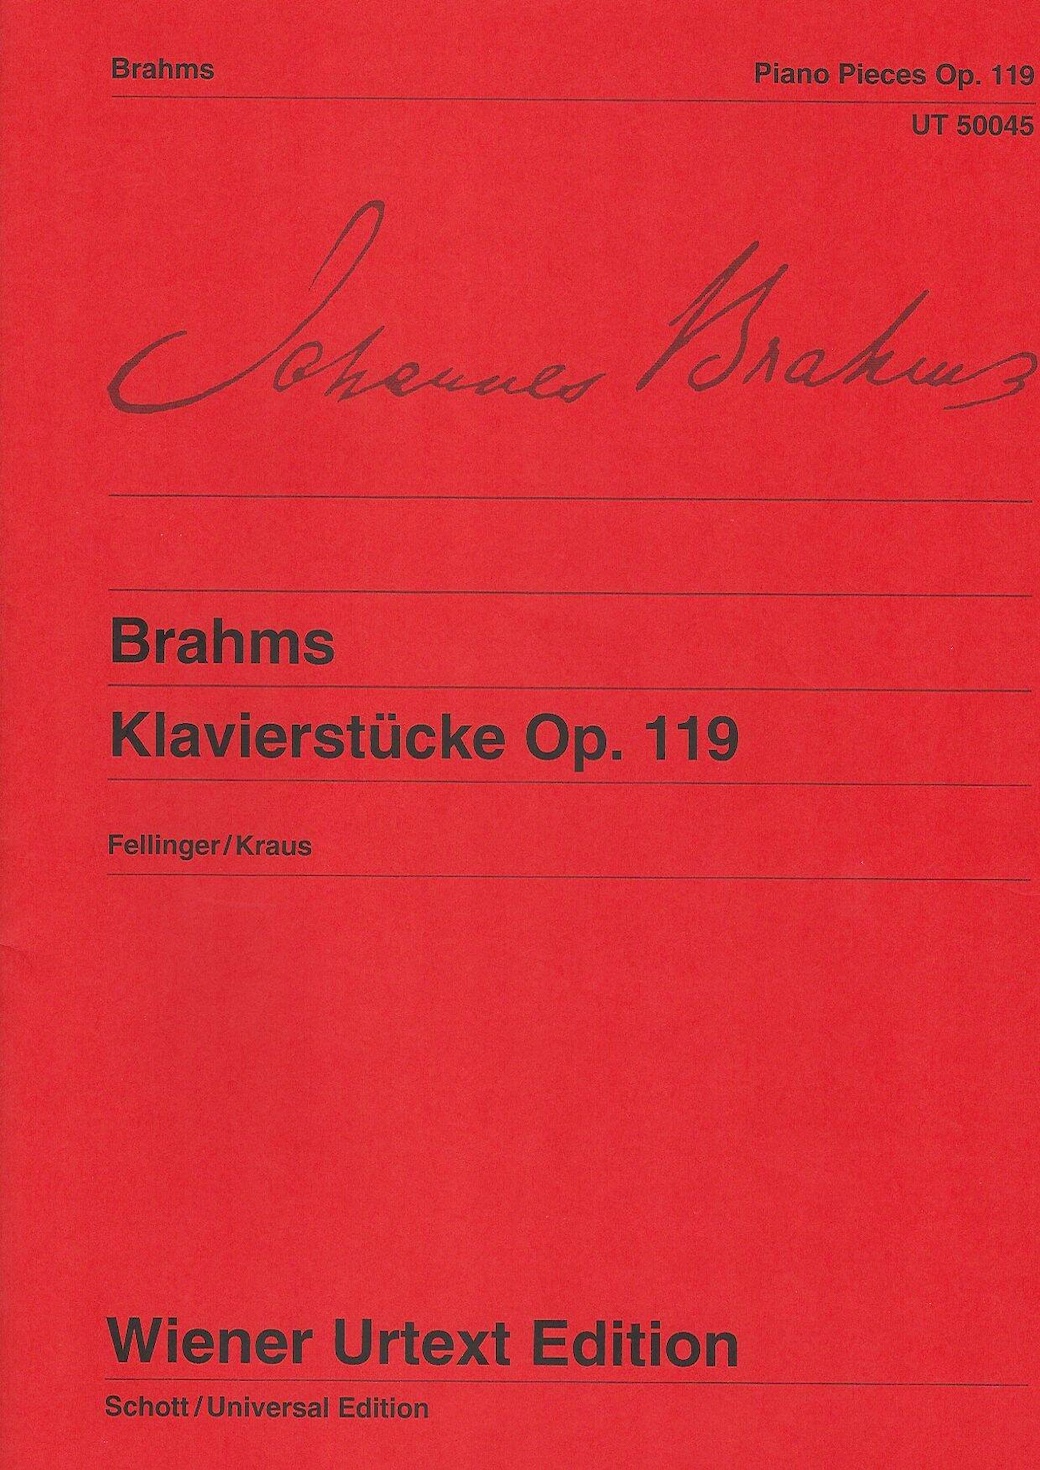 Brahms
Piano Pieces Op. 119
UT 50045
Johannes Brahms
Brahms
Klavierstücke Op. 119
Fellinger/Kraus
Wiener Urtext Edition
Schott/Universal Edition